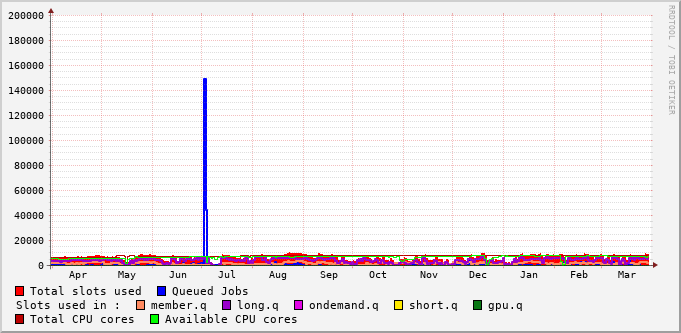 RRDTOOL / TOBI OETIKER
200000
180000
160000
140000
120000
100000
80000
60000
40000
20000
0
Apr May Jun Jul Aug Sep Oct Nov Dec Jan Feb Mar
Total slots used Queued Jobs
Slots used in : member.q long.q ondemand.q short.q gpu.q
Total CPU cores Available CPU cores